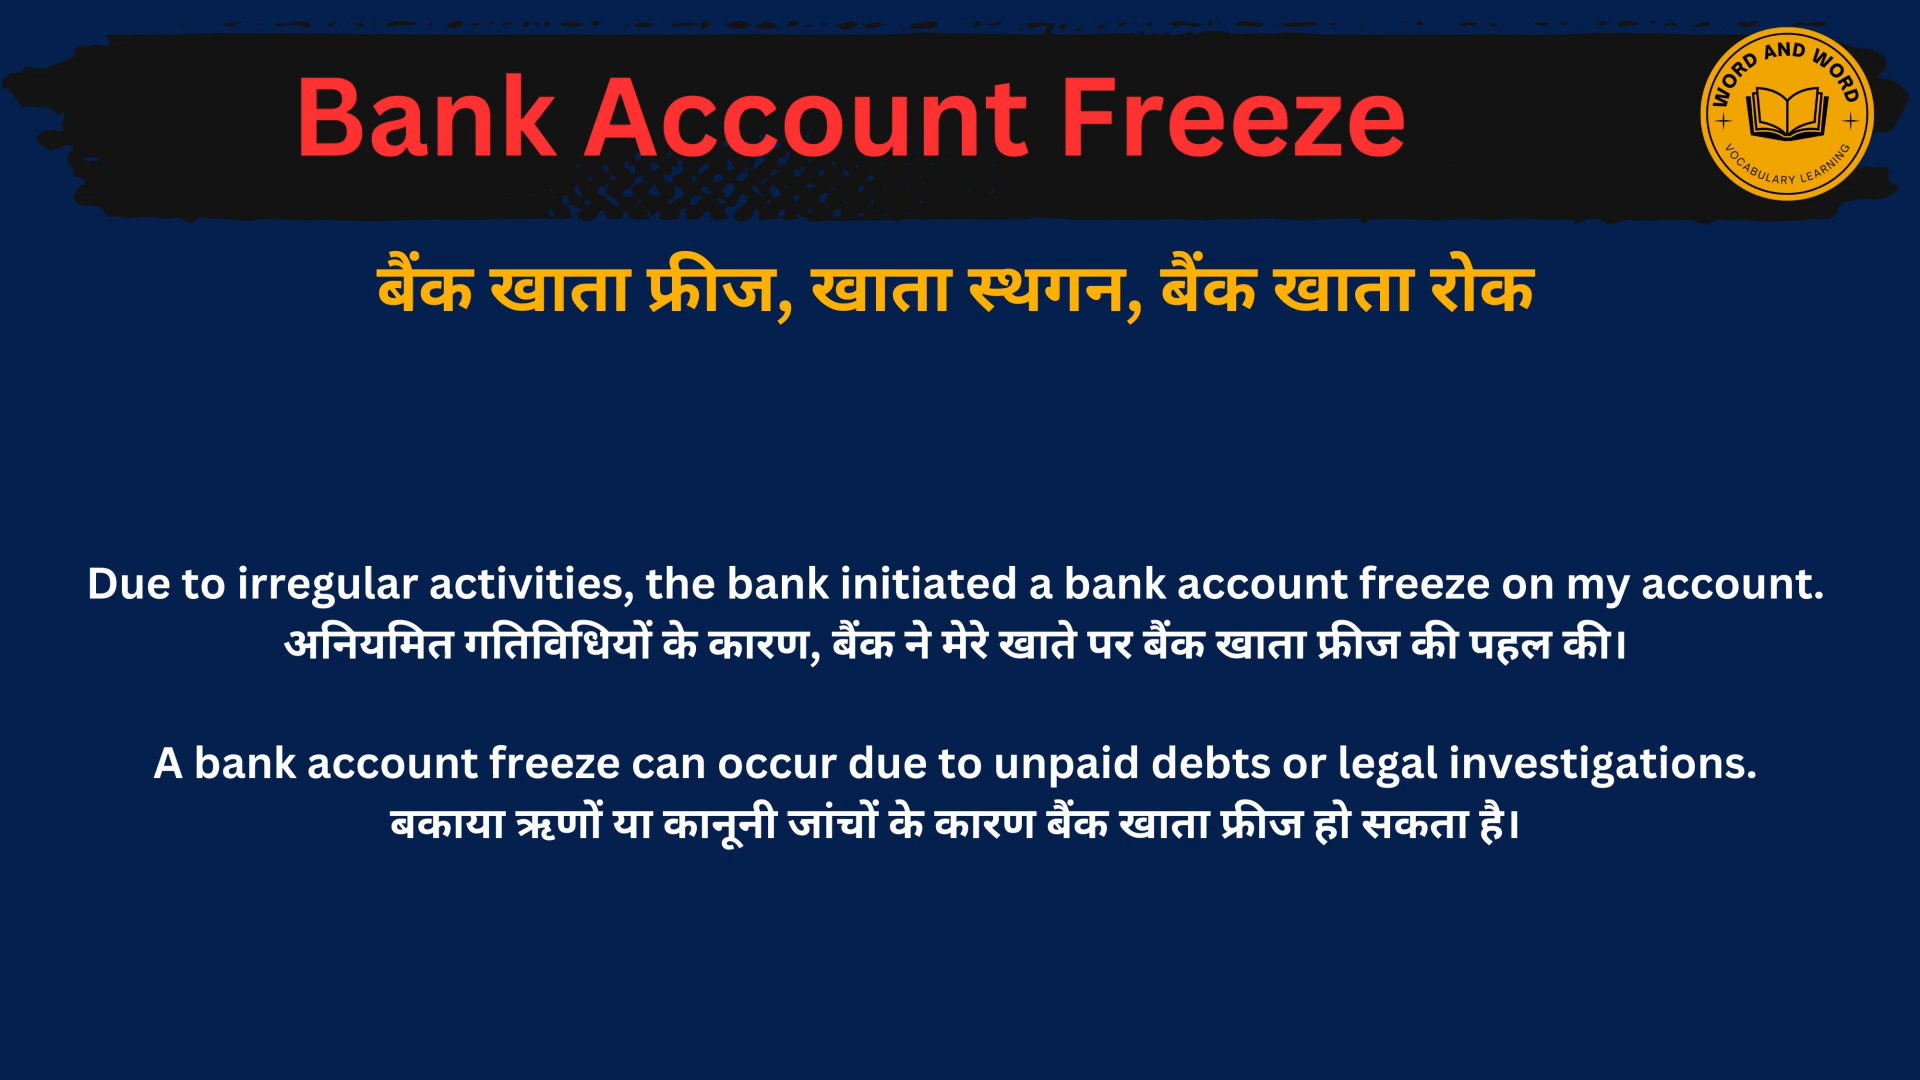 Bank Account Freeze
WORD AND WORD
VOCABULARY LEARNING
बैंक खाता फ्रीज, खाता स्थगन, बैंक खाता रोक
Due to irregular activities, the bank initiated a bank account freeze on my account.
अनियमित गतिविधियों के कारण, बैंक ने मेरे खाते पर बैंक खाता फ्रीज की पहल की।
A bank account freeze can occur due to unpaid debts or legal investigations.
बकाया ऋणों या कानूनी जांचों के कारण बैंक खाता फ्रीज हो सकता है।